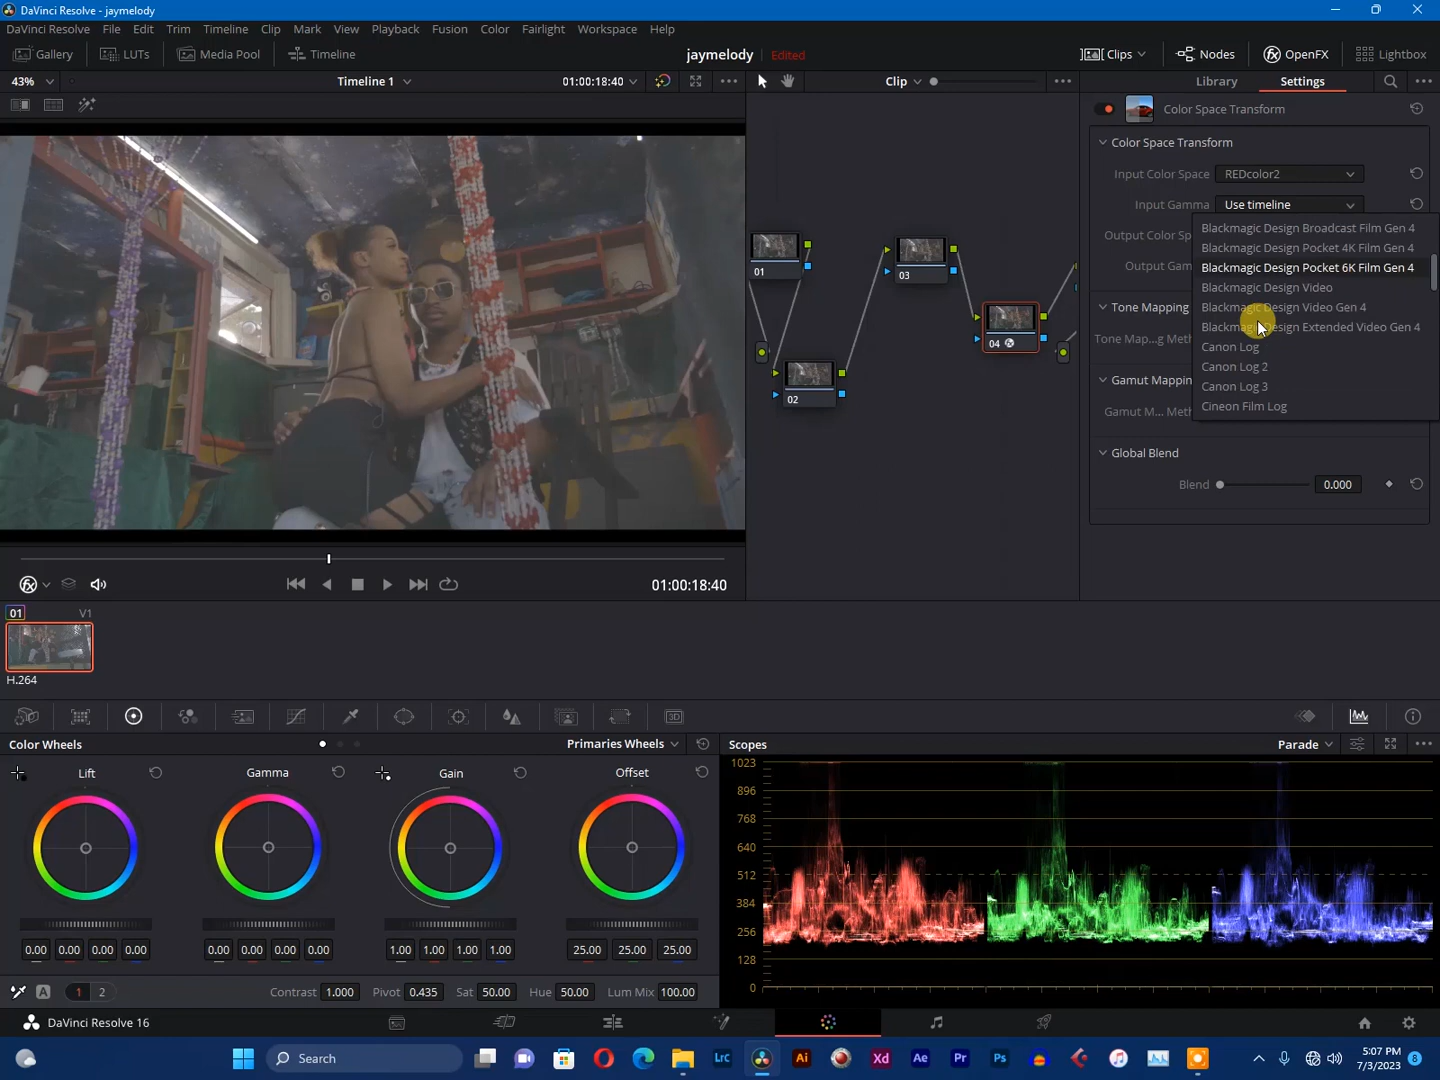 DaVinci Resolve - jaymelody
DaVinci Resolve File Edit Trim Timeline Clip Mark View Playback Fusion Color Fairlight Workspace Help
Gallery LUTs Media Pool Timeline jaymelody Edited Clips Nodes OpenFX Lightbox
43% Timeline 1 01:00:18:40 Clip Library Settings
Color Space Transform
Color Space Transform
Input Color Space REDcolor2
Input Gamma Use timeline
Blackmagic Design Broadcast Film Gen 4
Output Color Sp
Blackmagic Design Pocket 4K Film Gen 4
Output Gam
Blackmagic Design Pocket 6K Film Gen 4
Blackmagic Design Video
Tone Mapping
Blackmagic Design Video Gen 4
Blackmagic Design Extended Video Gen 4
Tone Map...g Meth
Canon Log
Canon Log 2
Gamut Mappin
Canon Log 3
Gamut M... Meth
Cineon Film Log
Global Blend
Blend 0.000
01
02
03
04
01:00:18:40
01 V1
H.264
Color Wheels Primaries Wheels Scopes Parade
Lift Gamma Gain Offset
0.00 0.00 0.00 0.00 0.00 0.00 0.00 0.00 1.00 1.00 1.00 1.00 25.00 25.00 25.00
A 1 2 Contrast 1.000 Pivot 0.435 Sat 50.00 Hue 50.00 Lum Mix 100.00
1023
896
768
640
512
384
256
128
0
DaVinci Resolve 16
Search LrC Ai Xd Ae Pr Ps 5:07 PM
7/3/2023 8